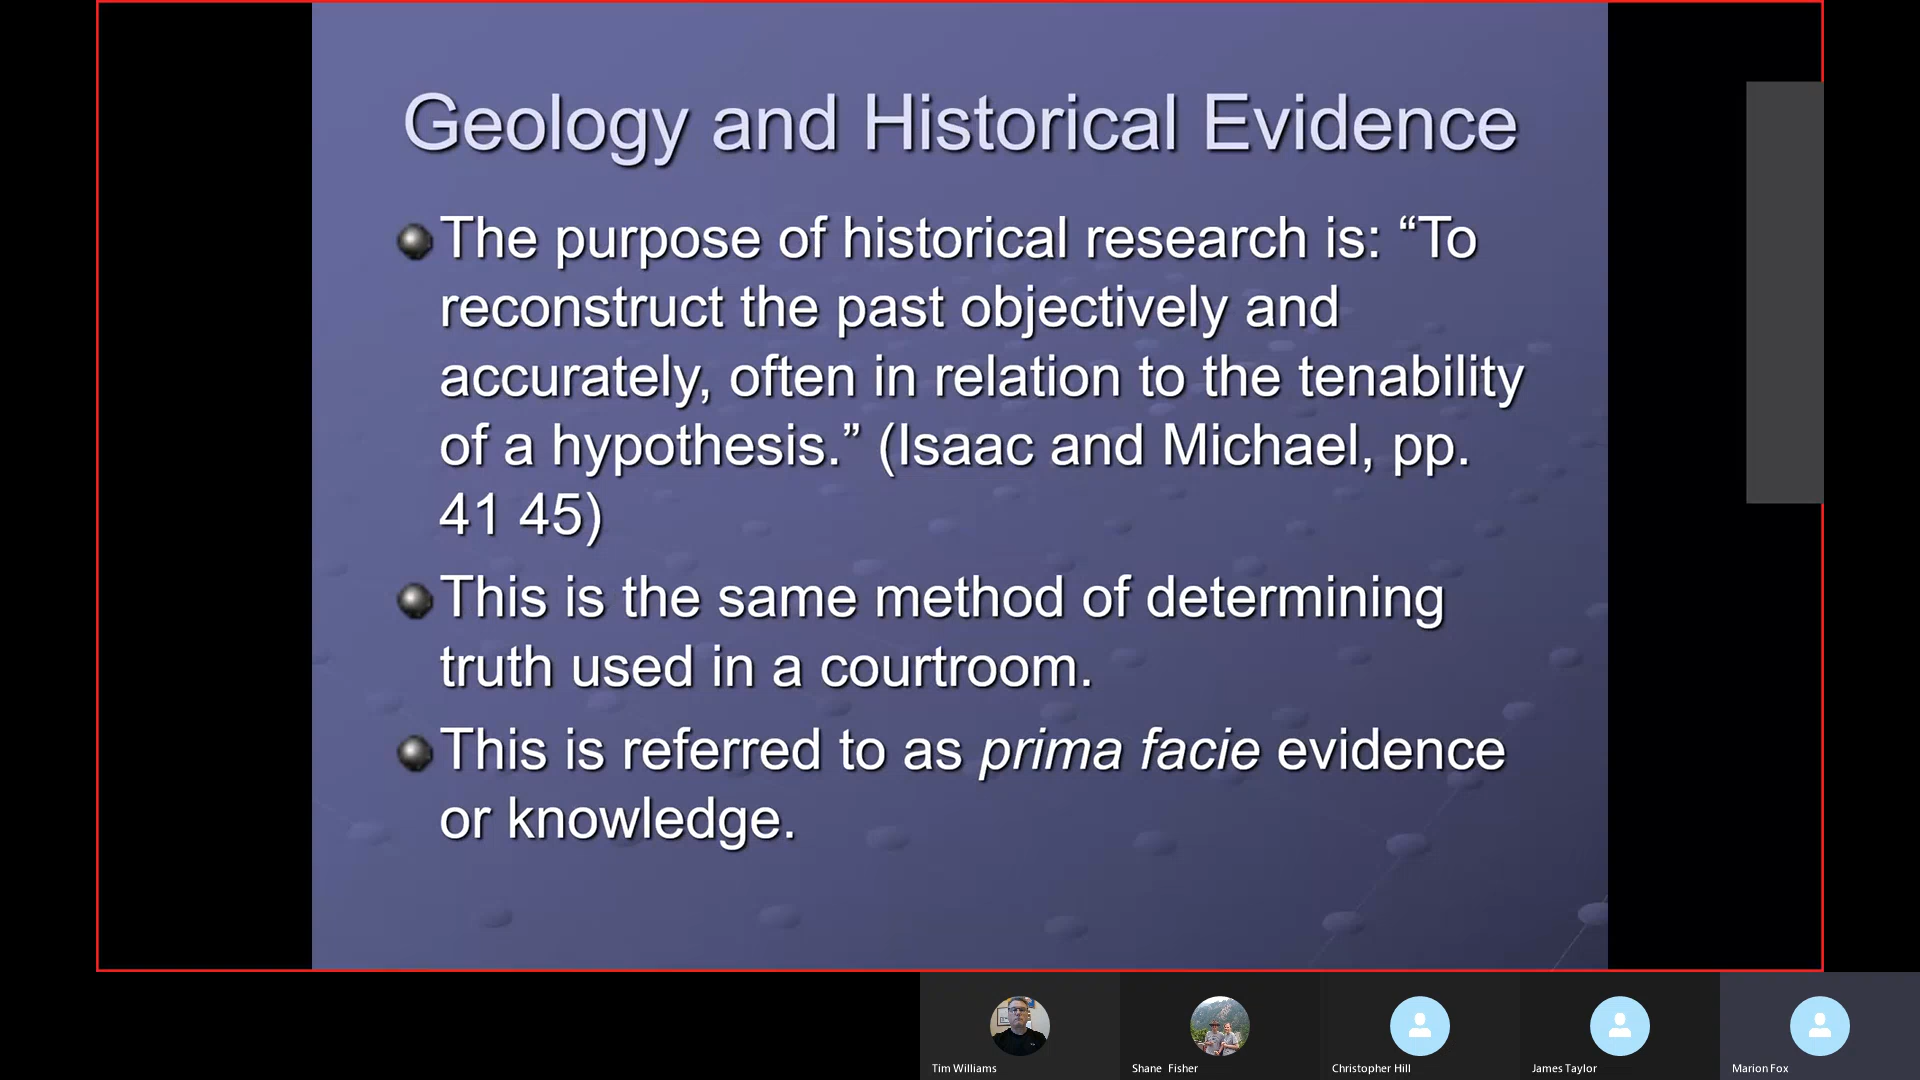 Geology and Historical Evidence
The purpose of historical research is: “To
reconstruct the past objectively and
accurately, often in relation to the tenability
of a hypothesis.” (Isaac and Michael, pp.
41 45)
This is the same method of determining
truth used in a courtroom.
This is referred to as prima facie evidence
or knowledge.
Tim Williams
Shane Fisher
Christopher Hill
James Taylor
Marion Fox